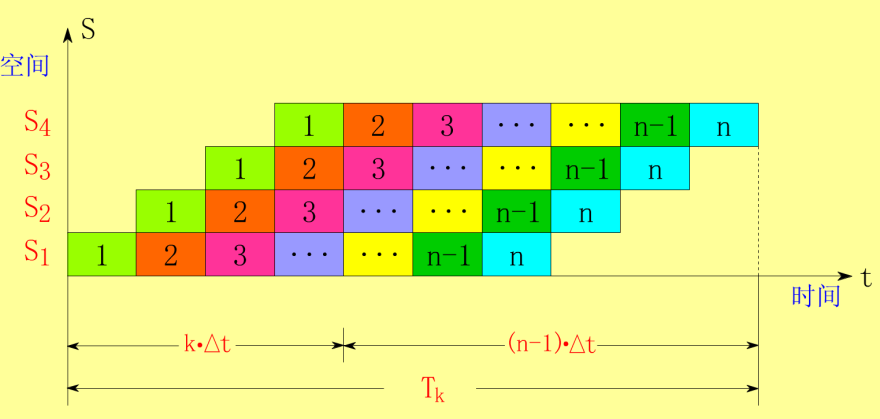 S
空间
S4 1 2 3 ··· ··· n-1 n
S3 1 2 3 ··· ··· n-1 n
S2 1 2 3 ··· ··· n-1 n
S1 1 2 3 ··· ··· n-1 n
t
时间
k·△t (n-1)·△t
Tk